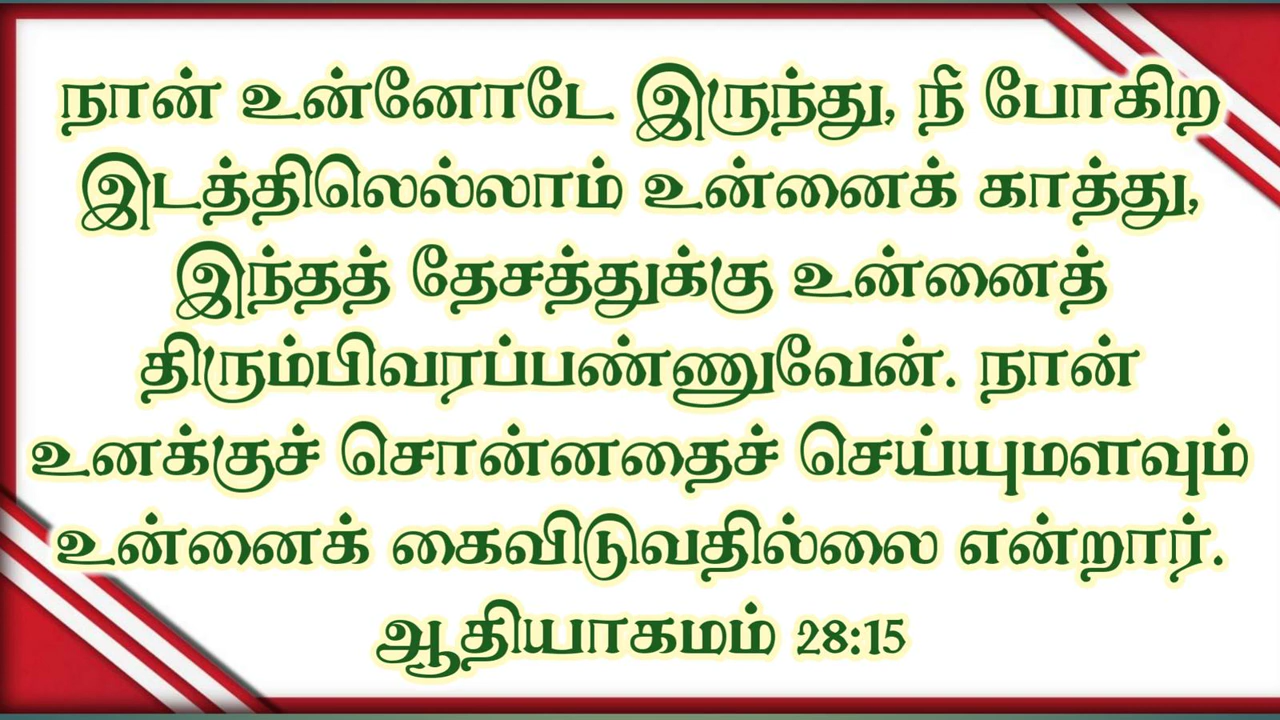 நான் உன்னோடே இருந்து, நீ போகிற
இடத்திலெல்லாம் உன்னைக் காத்து,
இந்தத் தேசத்துக்கு உன்னைத்
திரும்பிவரப்பண்ணுவேன். நான்
உனக்குச் சொன்னதைச் செய்யுமளவும்
உன்னைக் கைவிடுவதில்லை என்றார்.
ஆதியாகமம் 28:15